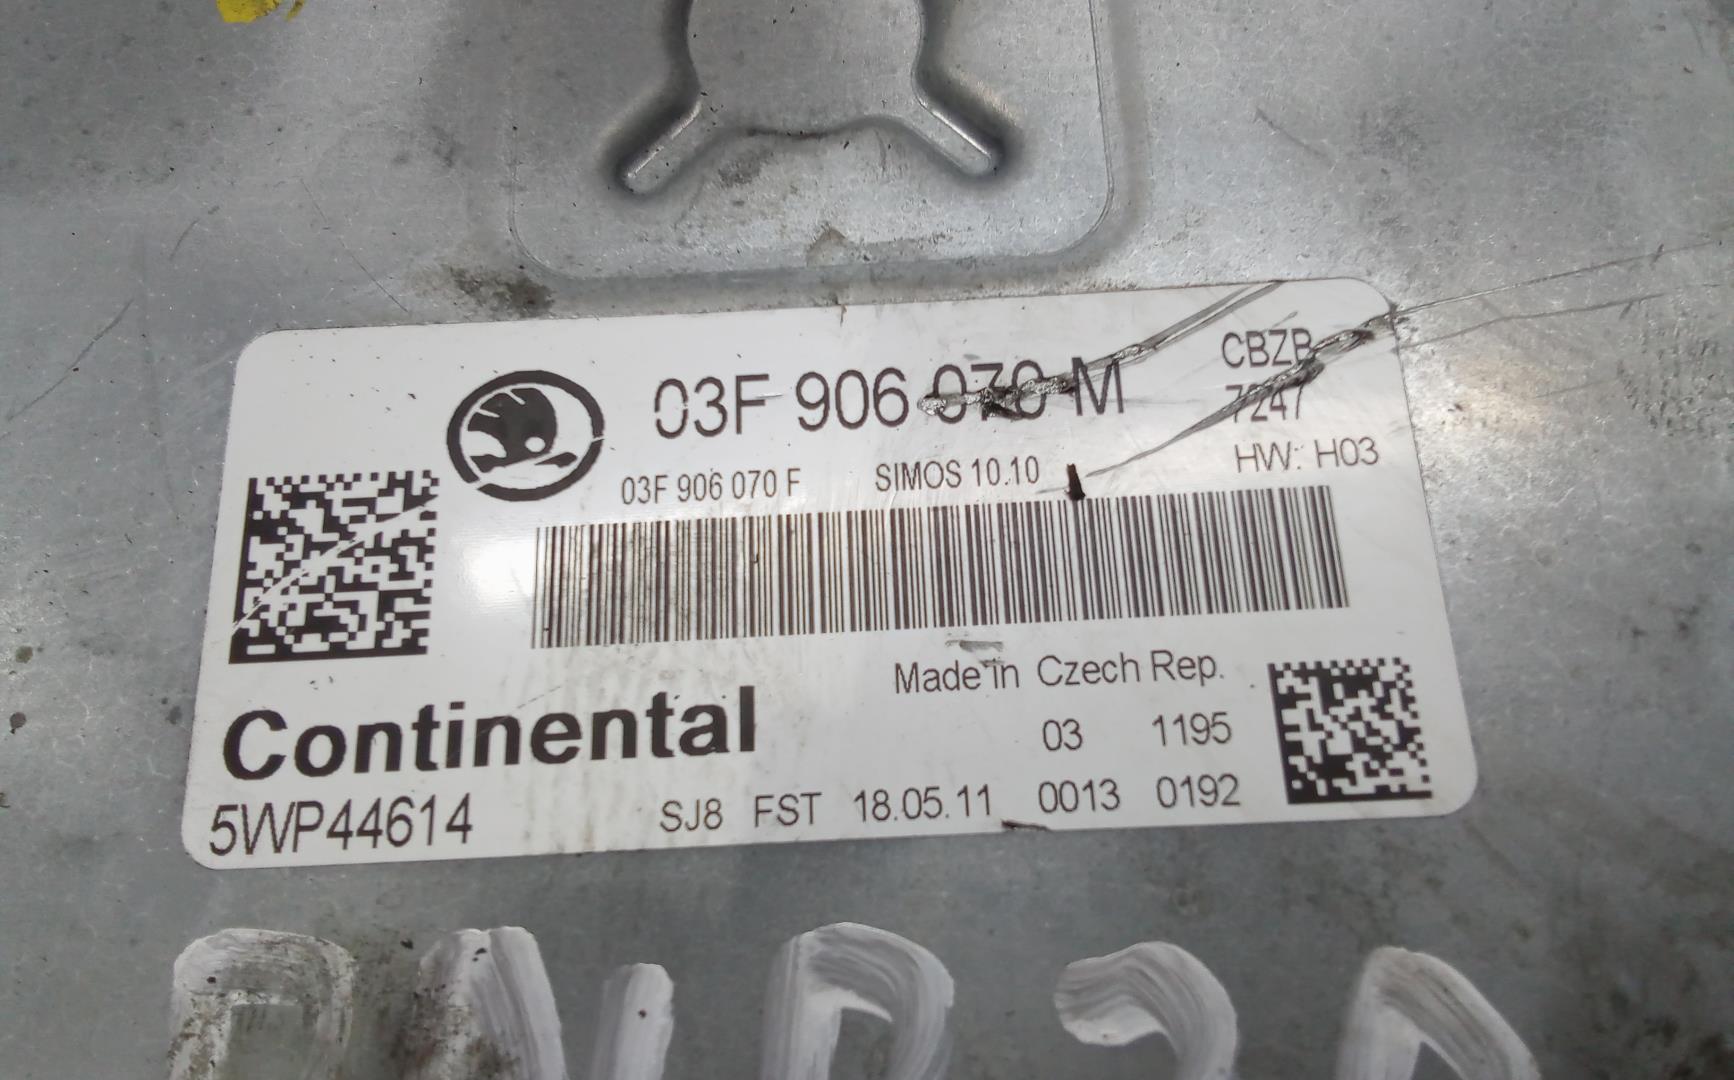 03F 906 070 M
CBZB
7247
03F 906 070 F SIMOS 10.10 HW: H03
Made in Czech Rep.
Continental
03 1195
5WP44614 SJ8 FST 18.05.11 0013 0192